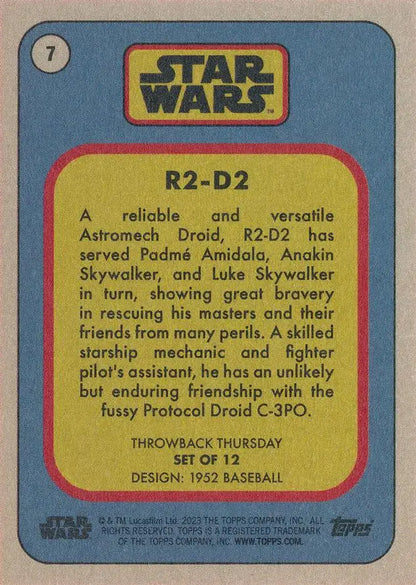 7
STAR
WARS™
R2-D2
A reliable and versatile
Astromech Droid, R2-D2 has
served Padmé Amidala, Anakin
Skywalker, and Luke Skywalker
in turn, showing great bravery
in rescuing his masters and their
friends from many perils. A skilled
starship mechanic and fighter
pilot's assistant, he has an unlikely
but enduring friendship with the
fussy Protocol Droid C-3PO.
THROWBACK THURSDAY
SET OF 12
DESIGN: 1952 BASEBALL
STAR
WARS
© & TM Lucasfilm Ltd. 2023 THE TOPPS COMPANY, INC. ALL
RIGHTS RESERVED. TOPPS IS A REGISTERED TRADEMARK
OF THE TOPPS COMPANY, INC. WWW.TOPPS.COM.
topps